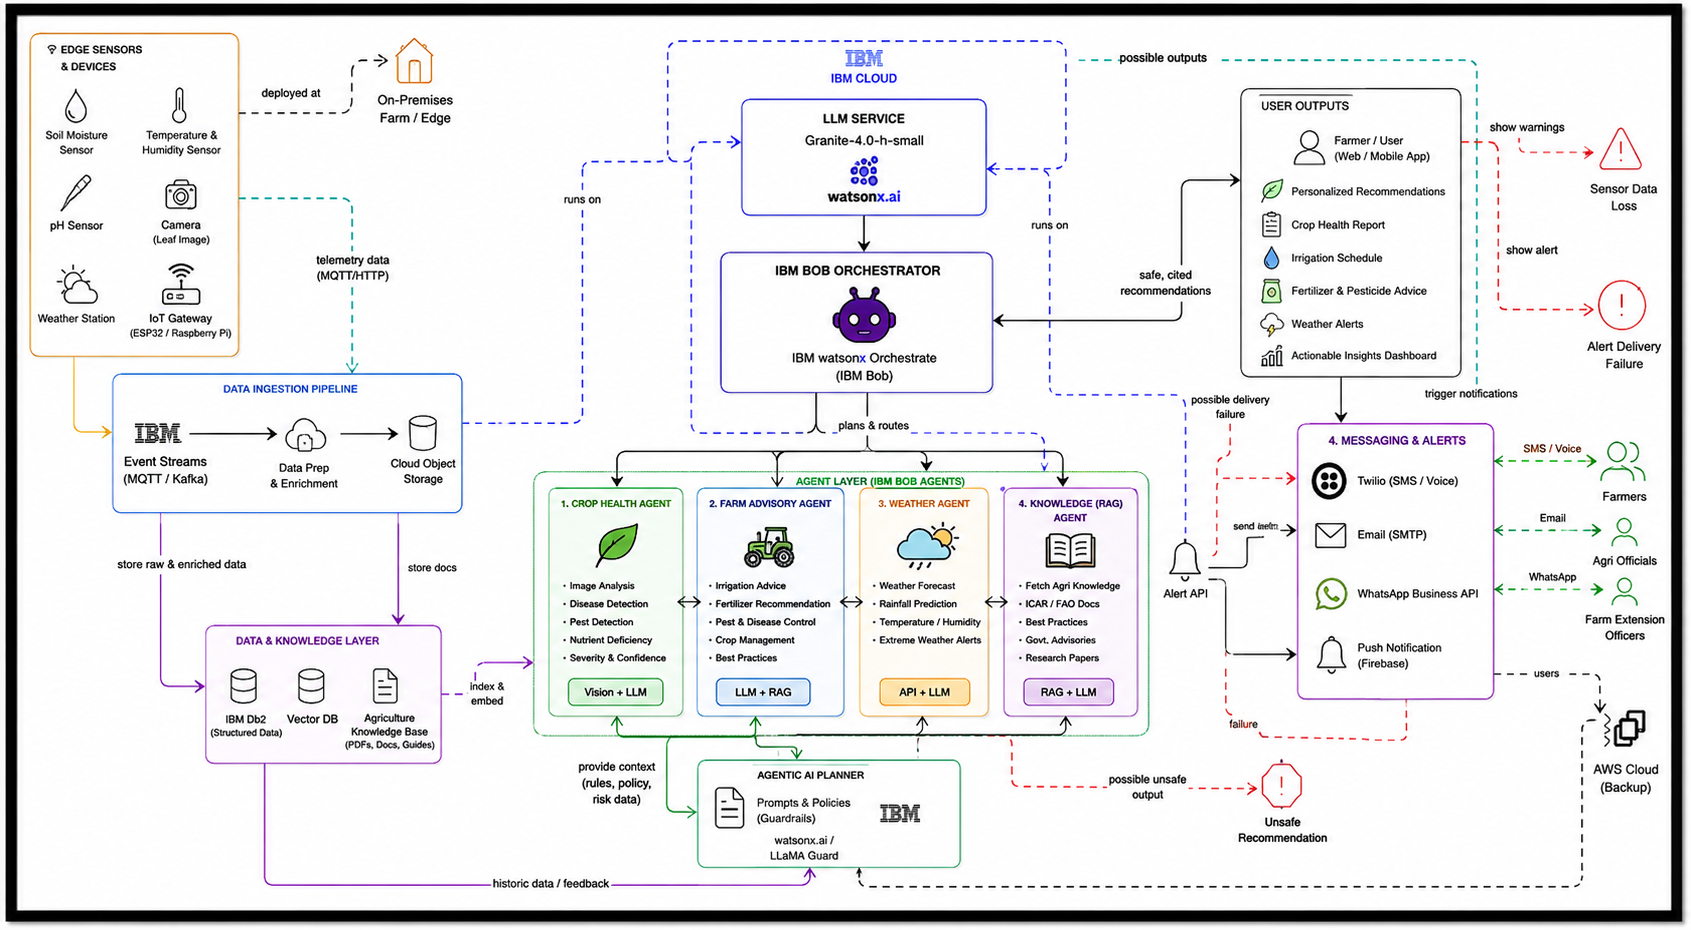 EDGE SENSORS
& DEVICES
Soil Moisture
Sensor
Temperature &
Humidity Sensor
pH Sensor
Camera
(Leaf Image)
Weather Station
IoT Gateway
(ESP32 / Raspberry Pi)
deployed at
On-Premises
Farm / Edge
telemetry data
(MQTT/HTTP)
DATA INGESTION PIPELINE
IBM
Event Streams
(MQTT / Kafka)
Data Prep
& Enrichment
Cloud Object
Storage
store raw & enriched data
store docs
DATA & KNOWLEDGE LAYER
IBM Db2
(Structured Data)
Vector DB
Agriculture
Knowledge Base
(PDFs, Docs, Guides)
index &
embed
historic data / feedback
runs on
IBM
IBM CLOUD
LLM SERVICE
Granite-4.0-h-small
watsonx.ai
runs on
IBM BOB ORCHESTRATOR
IBM watsonx Orchestrate
(IBM Bob)
plans & routes
AGENT LAYER (IBM BOB AGENTS)
1. CROP HEALTH AGENT
• Image Analysis
• Disease Detection
• Pest Detection
• Nutrient Deficiency
• Severity & Confidence
Vision + LLM
2. FARM ADVISORY AGENT
• Irrigation Advice
• Fertilizer Recommendation
• Pest & Disease Control
• Crop Management
• Best Practices
LLM + RAG
3. WEATHER AGENT
• Weather Forecast
• Rainfall Prediction
• Temperature / Humidity
• Extreme Weather Alerts
API + LLM
4. KNOWLEDGE (RAG)
AGENT
• Fetch Agri Knowledge
• ICAR / FAO Docs
• Best Practices
• Govt. Advisories
• Research Papers
RAG + LLM
provide context
(rules, policy,
risk data)
AGENTIC AI PLANNER
Prompts & Policies
(Guardrails)
IBM
watsonx.ai /
LLaMA Guard
possible unsafe
output
Unsafe
Recommendation
possible outputs
safe, cited
recommendations
USER OUTPUTS
Farmer / User
(Web / Mobile App)
Personalized Recommendations
Crop Health Report
Irrigation Schedule
Fertilizer & Pesticide Advice
Weather Alerts
Actionable Insights Dashboard
show warnings
Sensor Data
Loss
show alert
Alert Delivery
Failure
trigger notifications
possible delivery
failure
Alert API
send
4. MESSAGING & ALERTS
Twilio (SMS / Voice)
Email (SMTP)
WhatsApp Business API
Push Notification
(Firebase)
failure
SMS / Voice
Farmers
Email
Agri Officials
WhatsApp
Farm Extension
Officers
users
AWS Cloud
(Backup)